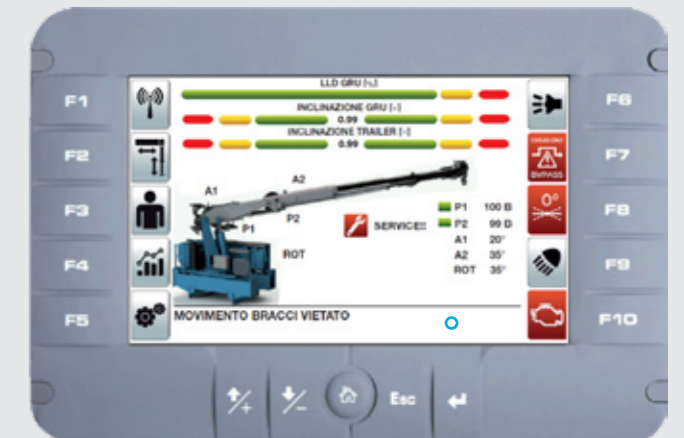 LLD GRU [%]
INCLINAZIONE GRU [-]
0.99
INCLINAZIONE TRAILER [-]
0.99
F1
F2
F3
F4
F5
A1
A2
P1
P2
ROT
SERVICE!!
P1 100 B
P2 99 D
A1 20°
A2 35°
ROT 35°
MOVIMENTO BRACCI VIETATO
BYPASS
0°
F6
F7
F8
F9
F10
+
-
Esc